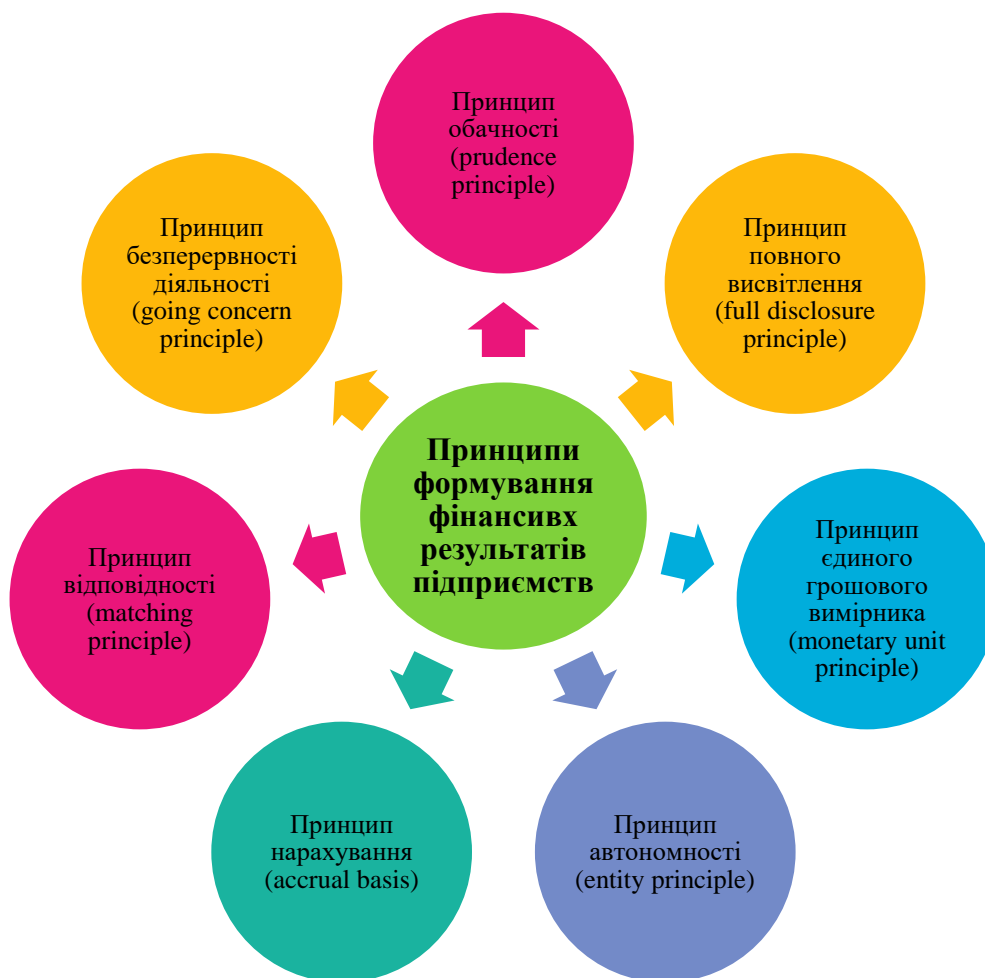 Принцип
обачності
(prudence
principle)
Принцип
повного
висвітлення
(full disclosure
principle)
Принцип
єдиного
грошового
вимірника
(monetary unit
principle)
Принцип
автономності
(entity principle)
Принцип
нарахування
(accrual basis)
Принцип
відповідності
(matching
principle)
Принцип
безперервності
діяльності
(going concern
principle)
Принципи
формування
фінансивх
результатів
підприємств